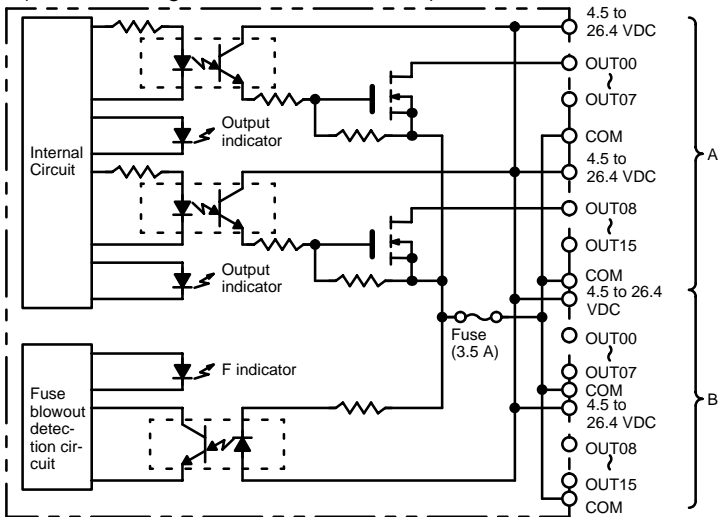 4.5 to
26.4 VDC
OUT00
OUT07
COM
4.5 to
26.4 VDC
OUT08
OUT15
COM
4.5 to 26.4
VDC
OUT00
OUT07
COM
4.5 to
26.4 VDC
OUT08
OUT15
COM
A
B
Internal
Circuit
Output
indicator
Output
indicator
Fuse
(3.5 A)
F indicator
Fuse
blowout
detec-
tion cir-
cuit